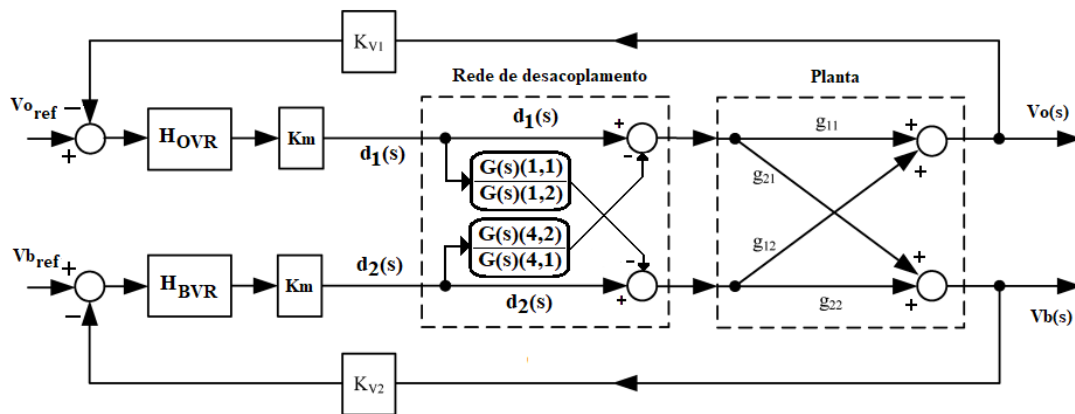 K_V1
Rede de desacoplamento
Planta
Vo_ref
−
+
H_OVR
Km
d_1(s)
d_1(s)
+
−
g_11
+
+
Vo(s)
G(s)(1,1)
G(s)(1,2)
g_21
G(s)(4,2)
G(s)(4,1)
g_12
Vb_ref
+
−
H_BVR
Km
d_2(s)
d_2(s)
−
+
g_22
+
+
Vb(s)
K_V2